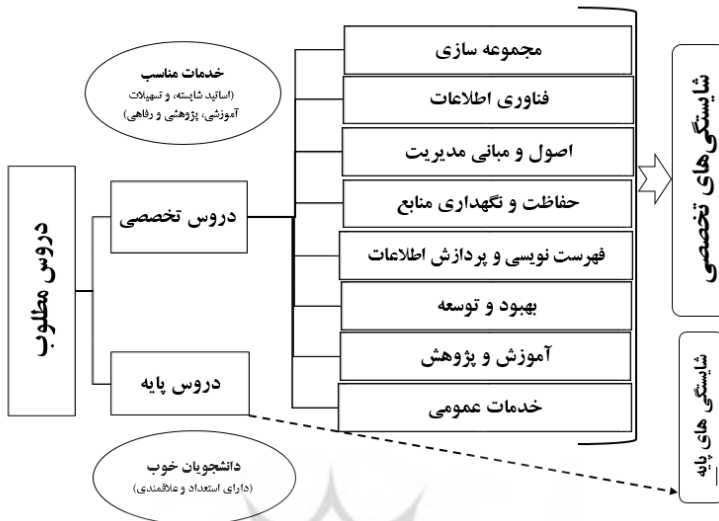 دروس مطلوب
خدمات مناسب
(اساتید شایسته، و تسهیلات
آموزشی، پژوهشی و رفاهی)
دروس تخصصی
دروس پایه
دانشجویان خوب
(دارای استعداد و علاقمندی)
مجموعه سازی
فناوری اطلاعات
اصول و مبانی مدیریت
حفاظت و نگهداری منابع
فهرست نویسی و پردازش اطلاعات
بهبود و توسعه
آموزش و پژوهش
خدمات عمومی
شایستگی‌های تخصصی
شایستگی های پایه